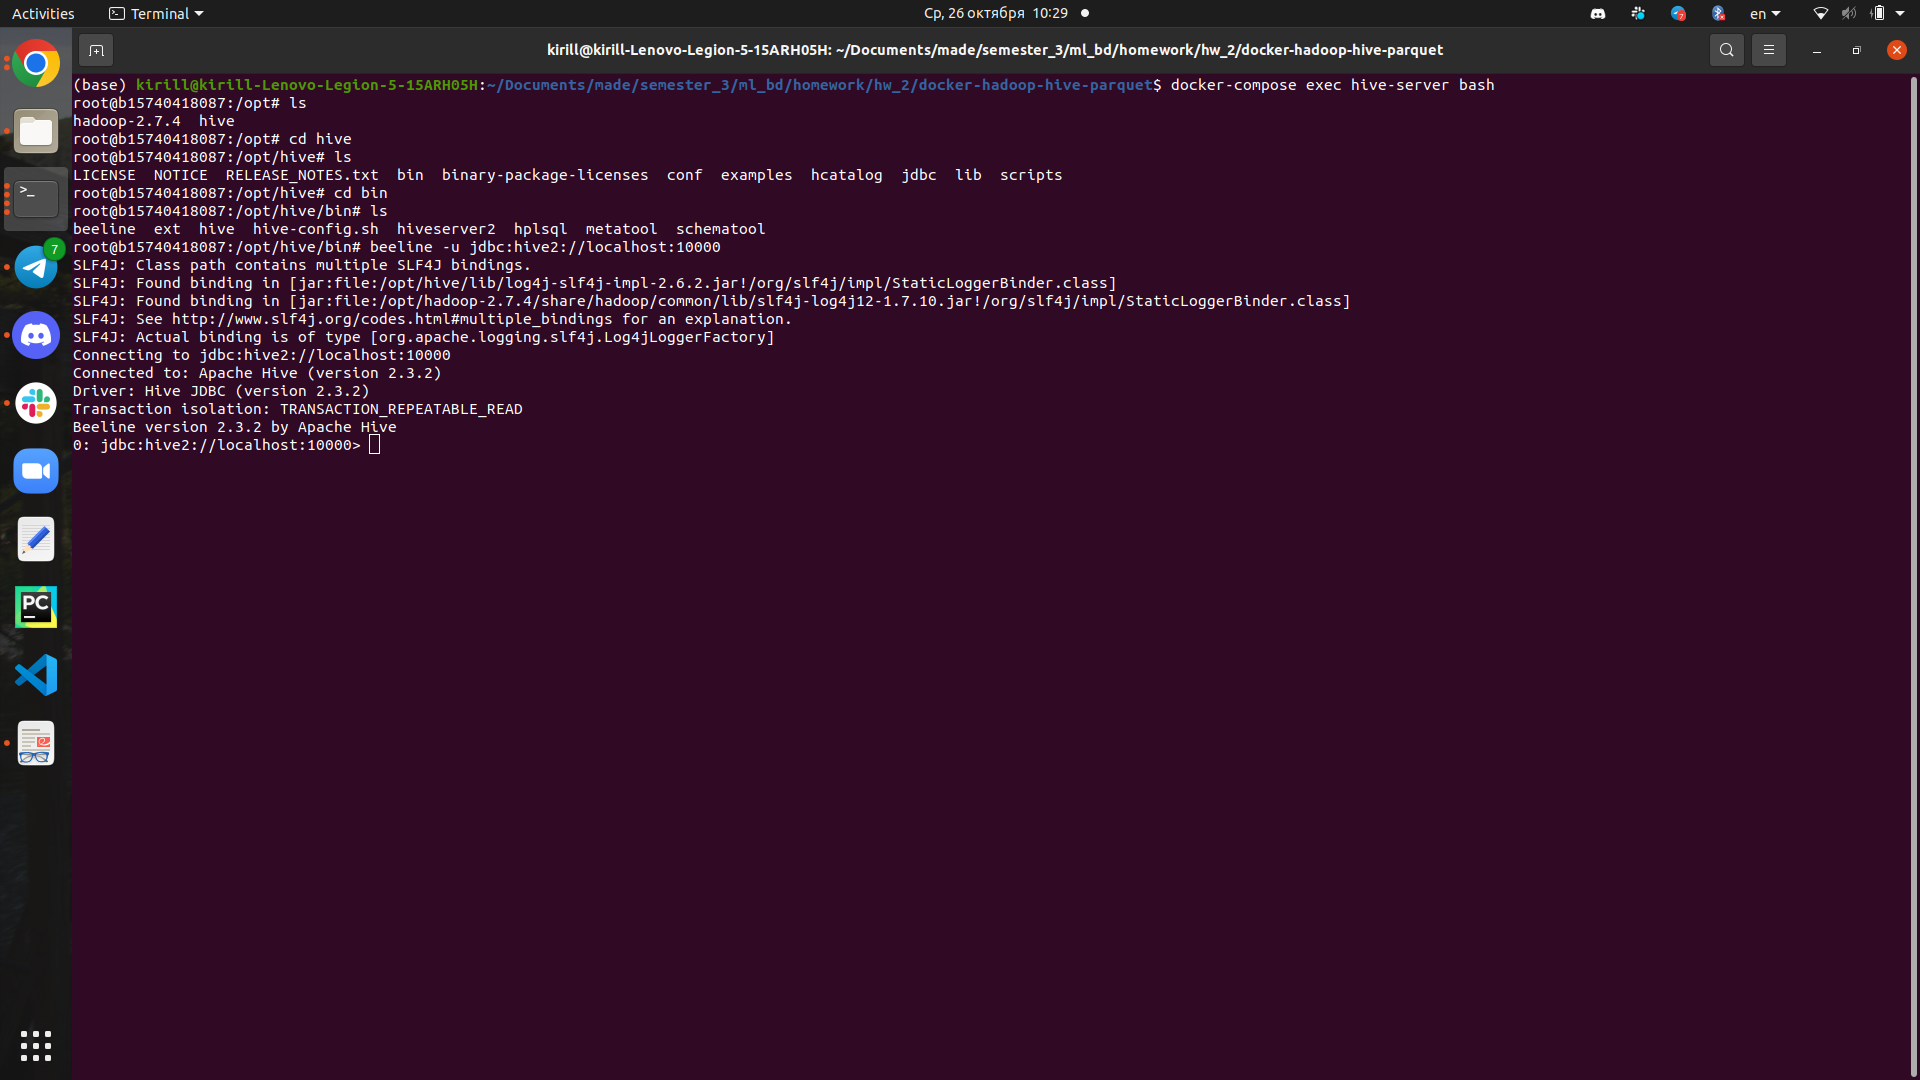 Activities Terminal Ср, 26 октября 10:29 en
kirill@kirill-Lenovo-Legion-5-15ARH05H: ~/Documents/made/semester_3/ml_bd/homework/hw_2/docker-hadoop-hive-parquet
(base) kirill@kirill-Lenovo-Legion-5-15ARH05H:~/Documents/made/semester_3/ml_bd/homework/hw_2/docker-hadoop-hive-parquet$ docker-compose exec hive-server bash
root@b15740418087:/opt# ls
hadoop-2.7.4  hive
root@b15740418087:/opt# cd hive
root@b15740418087:/opt/hive# ls
LICENSE  NOTICE  RELEASE_NOTES.txt  bin  binary-package-licenses  conf  examples  hcatalog  jdbc  lib  scripts
root@b15740418087:/opt/hive# cd bin
root@b15740418087:/opt/hive/bin# ls
beeline  ext  hive  hive-config.sh  hiveserver2  hplsql  metatool  schematool
root@b15740418087:/opt/hive/bin# beeline -u jdbc:hive2://localhost:10000
SLF4J: Class path contains multiple SLF4J bindings.
SLF4J: Found binding in [jar:file:/opt/hive/lib/log4j-slf4j-impl-2.6.2.jar!/org/slf4j/impl/StaticLoggerBinder.class]
SLF4J: Found binding in [jar:file:/opt/hadoop-2.7.4/share/hadoop/common/lib/slf4j-log4j12-1.7.10.jar!/org/slf4j/impl/StaticLoggerBinder.class]
SLF4J: See http://www.slf4j.org/codes.html#multiple_bindings for an explanation.
SLF4J: Actual binding is of type [org.apache.logging.slf4j.Log4jLoggerFactory]
Connecting to jdbc:hive2://localhost:10000
Connected to: Apache Hive (version 2.3.2)
Driver: Hive JDBC (version 2.3.2)
Transaction isolation: TRANSACTION_REPEATABLE_READ
Beeline version 2.3.2 by Apache Hive
0: jdbc:hive2://localhost:10000>
7
PC